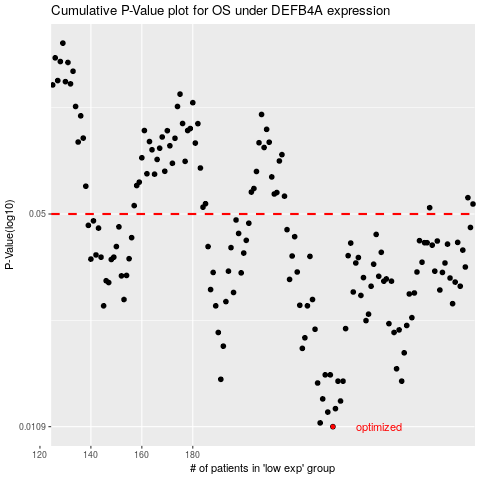 Cumulative P-Value plot for OS under DEFB4A expression
P-Value(log10)
0.05
0.0109
optimized
120 140 160 180
# of patients in 'low exp' group